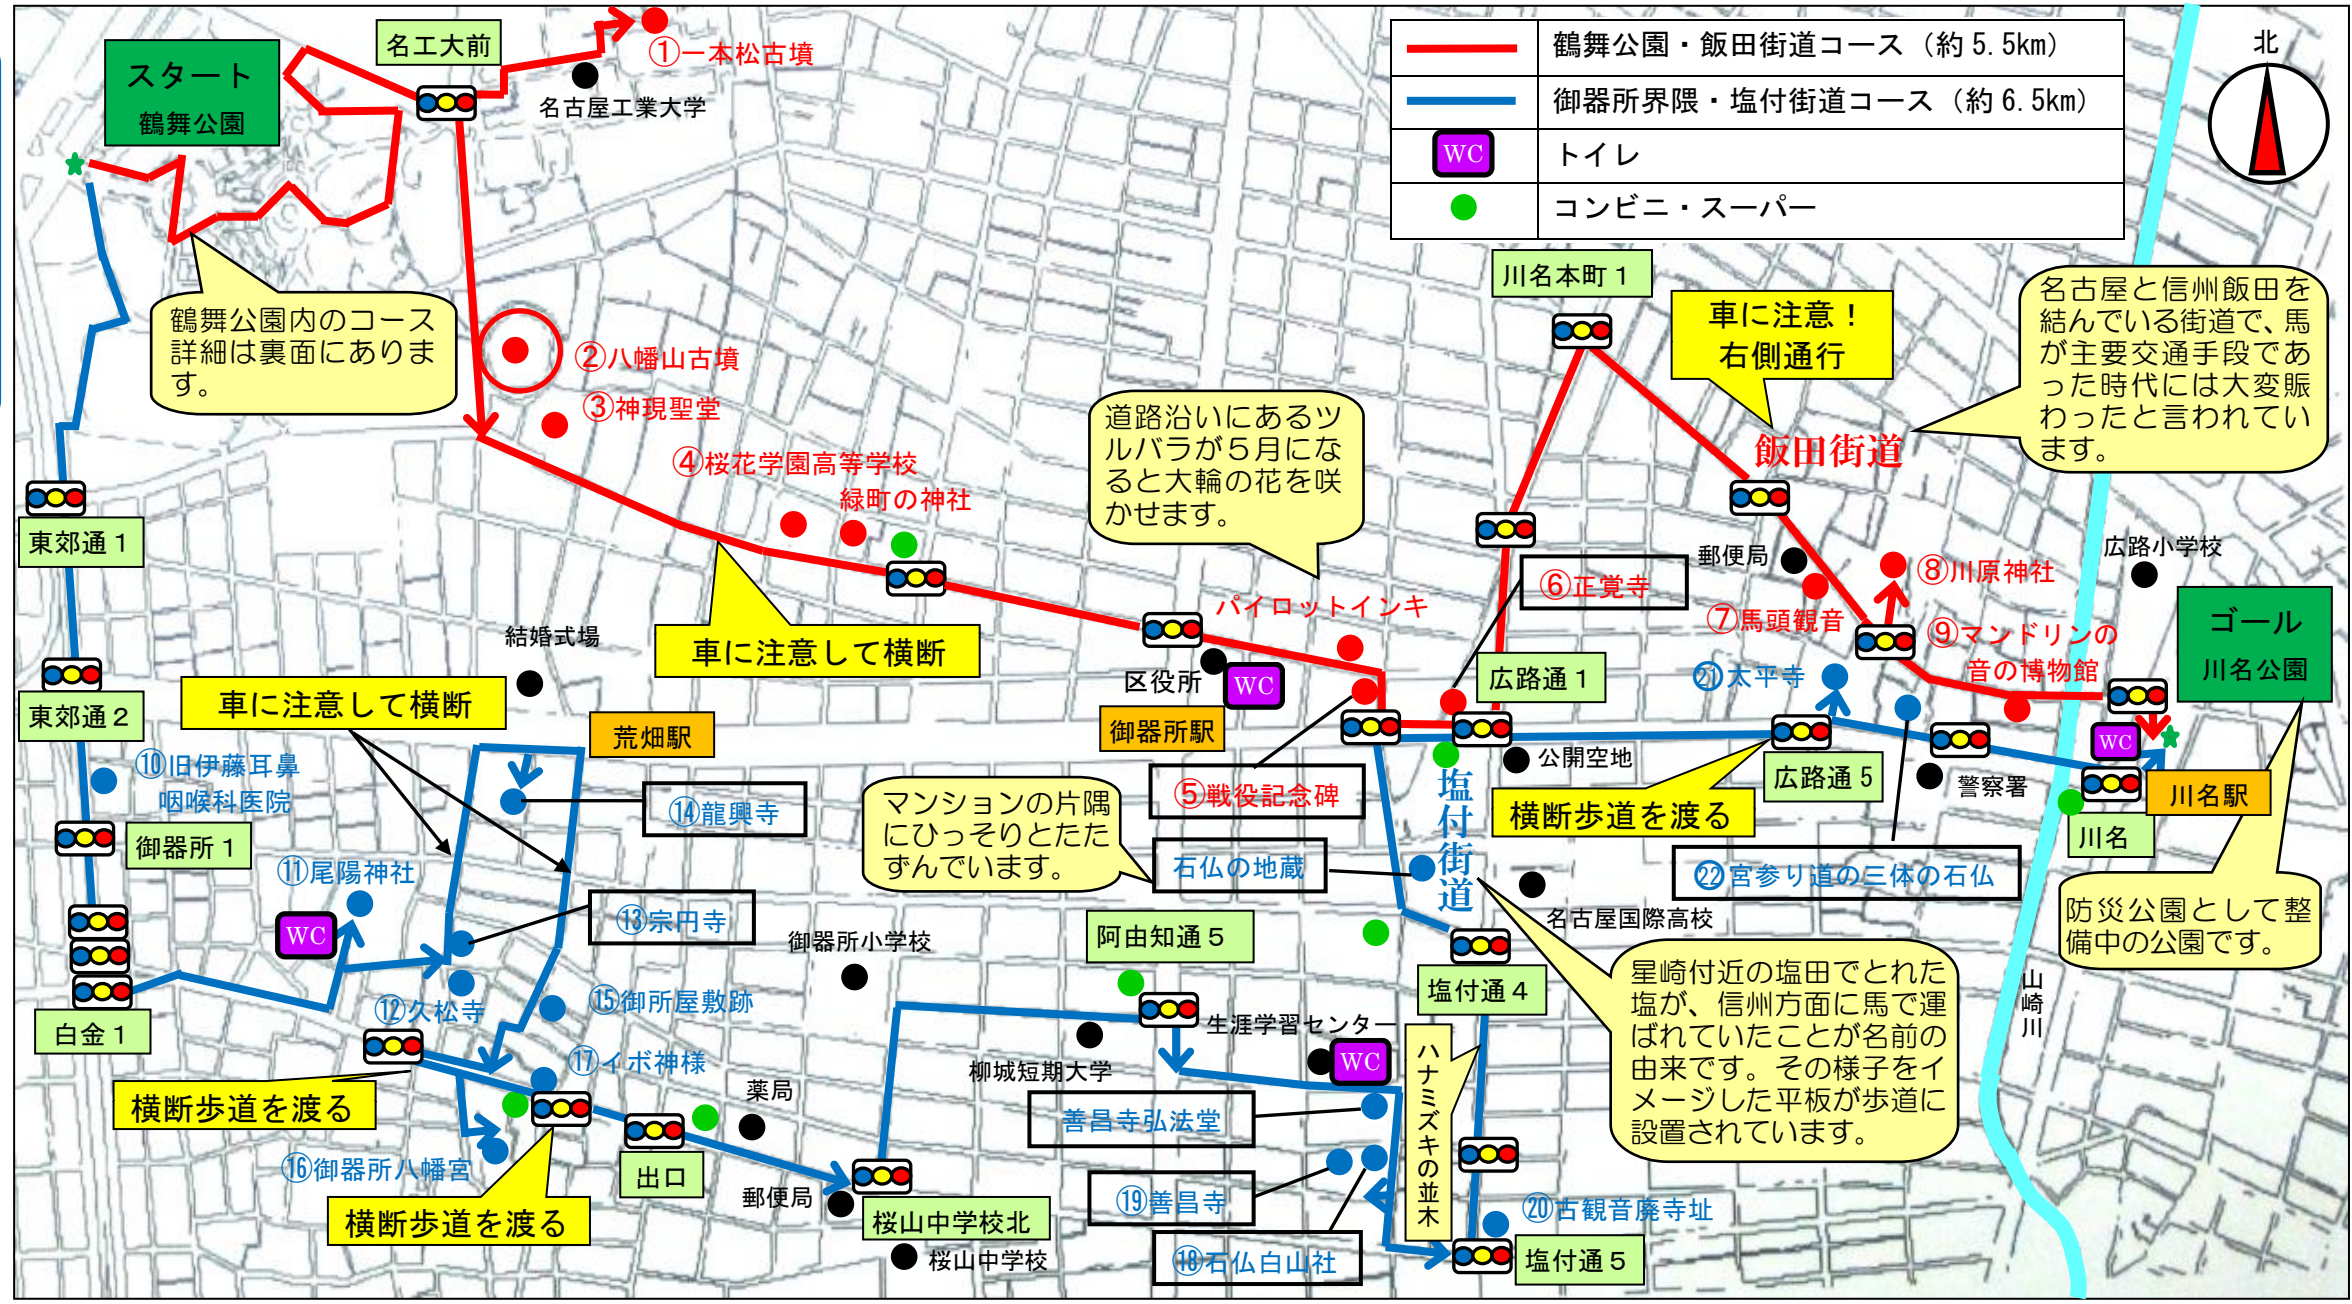 スタート
鶴舞公園
名工大前
①一本松古墳
名古屋工業大学
鶴舞公園・飯田街道コース（約5.5km）
御器所界隈・塩付街道コース（約6.5km）
WC
トイレ
コンビニ・スーパー
北
鶴舞公園内のコース
詳細は裏面にありま
す。
②八幡山古墳
③神現聖堂
④桜花学園高等学校
緑町の神社
道路沿いにあるツ
ルバラが５月にな
ると大輪の花を咲
かせます。
川名本町１
車に注意！
右側通行
飯田街道
名古屋と信州飯田を
結んでいる街道で、馬
が主要交通手段であ
った時代には大変賑
わったと言われてい
ます。
東郊通１
東郊通２
結婚式場
車に注意して横断
車に注意して横断
荒畑駅
区役所
WC
パイロットインキ
御器所駅
⑥正覚寺
広路通１
郵便局
⑦馬頭観音
⑧川原神社
⑨マンドリンの
音の博物館
広路小学校
ゴール
川名公園
㉑太平寺
WC
⑩旧伊藤耳鼻
咽喉科医院
御器所１
⑪尾陽神社
WC
⑭龍興寺
⑬宗円寺
マンションの片隅
にひっそりとたた
ずんでいます。
⑤戦役記念碑
石仏の地蔵
塩付街道
公開空地
横断歩道を渡る
広路通５
警察署
川名駅
川名
㉒宮参り道の三体の石仏
名古屋国際高校
防災公園として整
備中の公園です。
白金１
⑫久松寺
⑮御所屋敷跡
御器所小学校
阿由知通５
塩付通４
星崎付近の塩田でとれた
塩が、信州方面に馬で運
ばれていたことが名前の
由来です。その様子をイ
メージした平板が歩道に
設置されています。
山崎川
⑰イボ神様
横断歩道を渡る
薬局
柳城短期大学
生涯学習センター
WC
ハナミズキの並木
善昌寺弘法堂
⑯御器所八幡宮
横断歩道を渡る
出口
郵便局
桜山中学校北
桜山中学校
⑲善昌寺
⑱石仏白山社
⑳古観音廃寺址
塩付通５